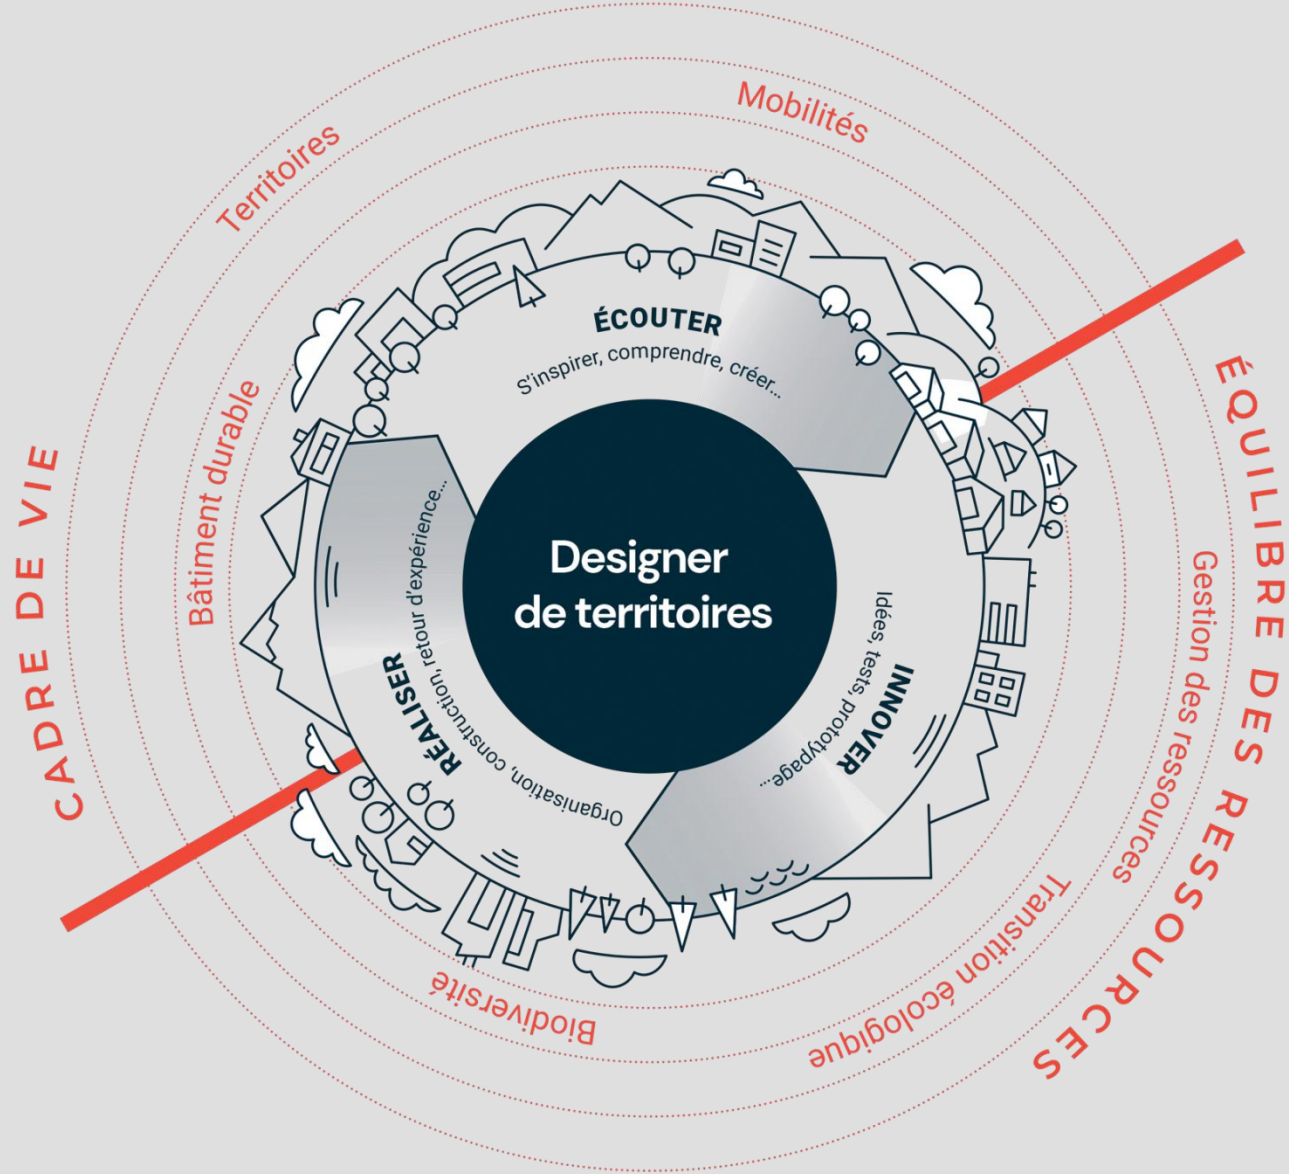 Mobilités
Territoires
Bâtiment durable
CADRE DE VIE
ÉCOUTER
S'inspirer, comprendre, créer...
Designer
de territoires
INNOVER
Idées, tests, prototypage...
RÉALISER
Organisation, construction, retour d'expérience...
ÉQUILIBRE DES RESSOURCES
Gestion des ressources
Transition écologique
Biodiversité